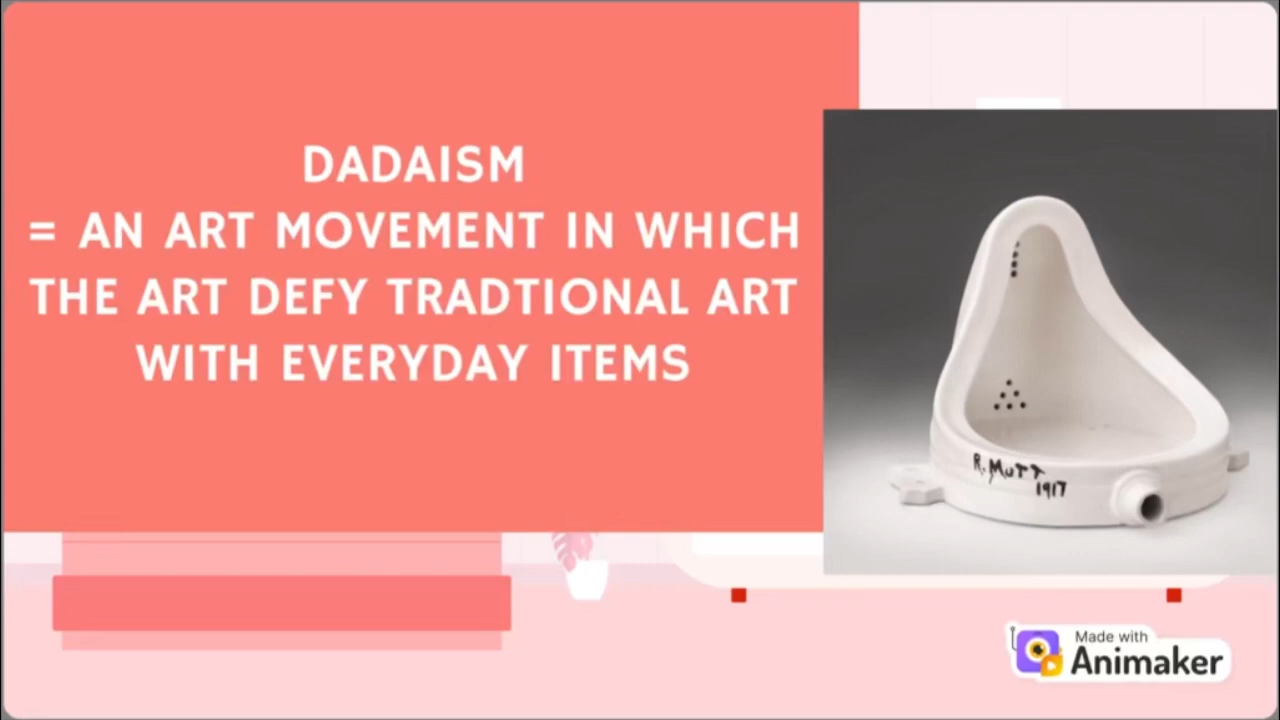 DADAISM
= AN ART MOVEMENT IN WHICH
THE ART DEFY TRADTIONAL ART
WITH EVERYDAY ITEMS
R. MUTT
1917
Made with
Animaker